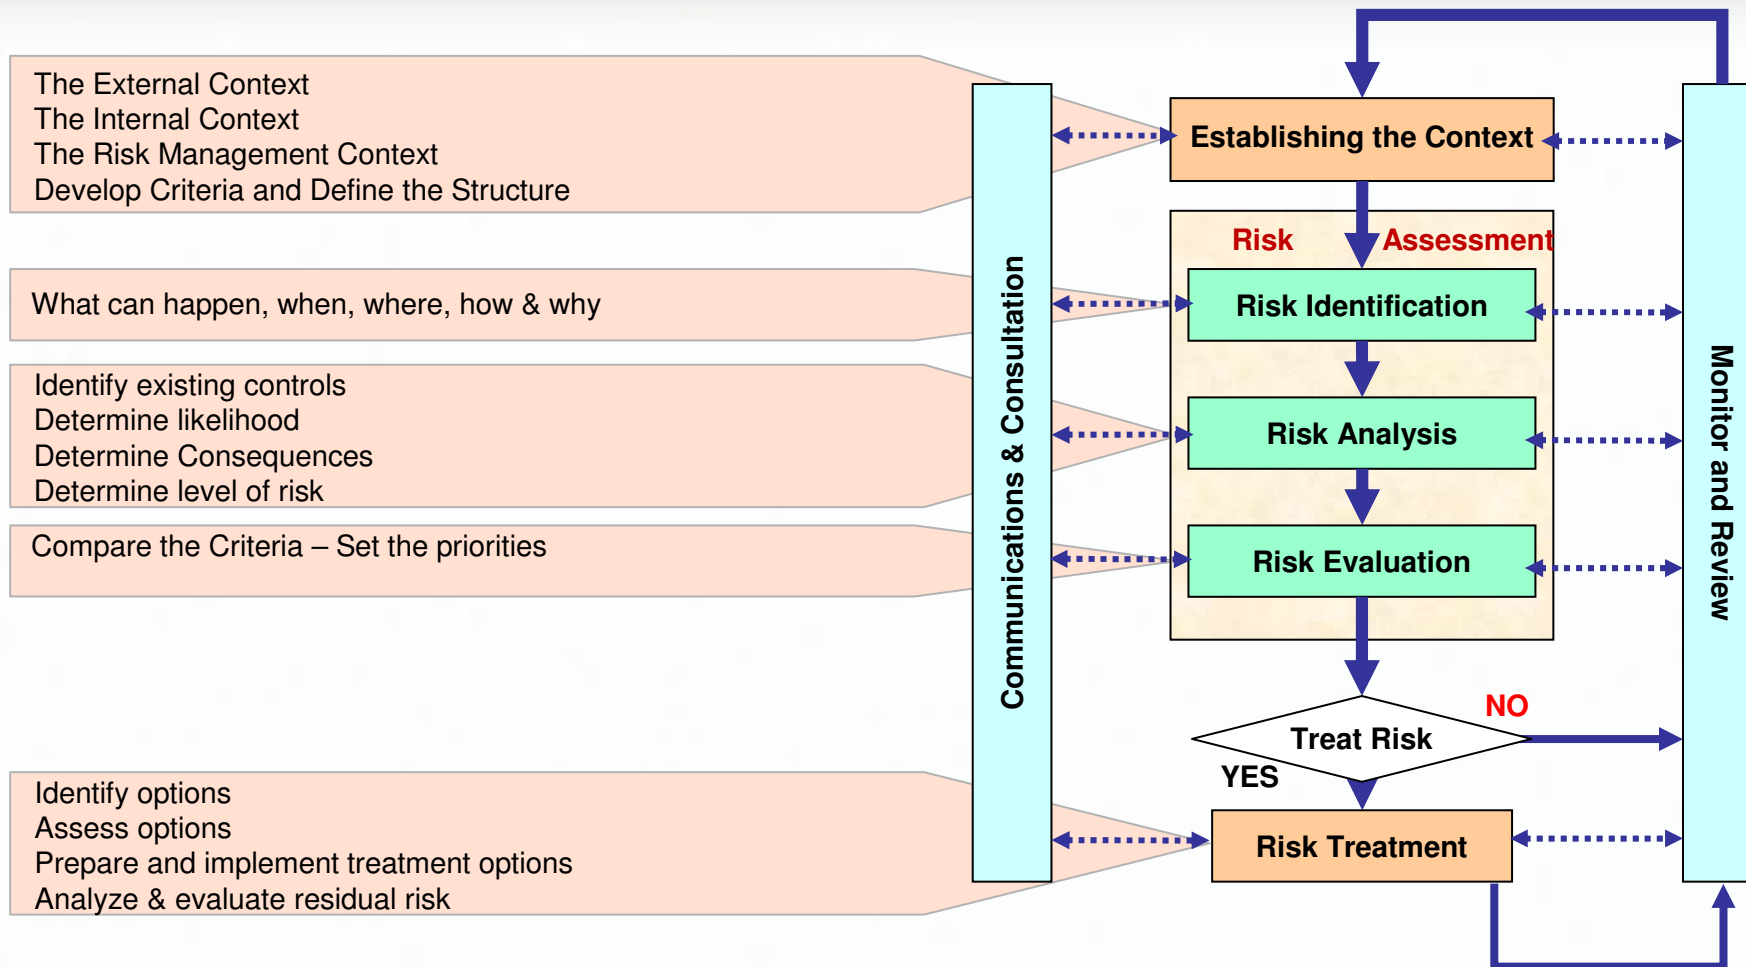 The External Context
The Internal Context
The Risk Management Context
Develop Criteria and Define the Structure
What can happen, when, where, how & why
Identify existing controls
Determine likelihood
Determine Consequences
Determine level of risk
Compare the Criteria – Set the priorities
Identify options
Assess options
Prepare and implement treatment options
Analyze & evaluate residual risk
Communications & Consultation
Establishing the Context
Risk Assessment
Risk Identification
Risk Analysis
Risk Evaluation
Treat Risk
NO
YES
Risk Treatment
Monitor and Review